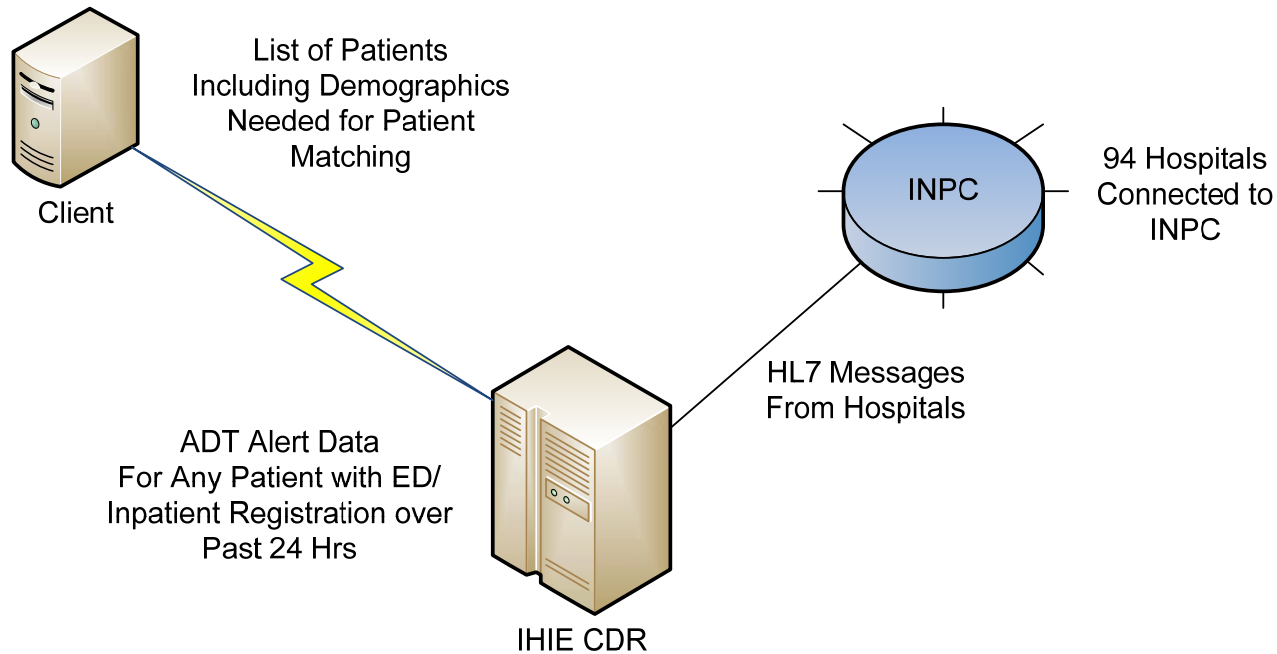 List of Patients
Including Demographics
Needed for Patient
Matching
Client
INPC
94 Hospitals
Connected to
INPC
HL7 Messages
From Hospitals
ADT Alert Data
For Any Patient with ED/
Inpatient Registration over
Past 24 Hrs
IHIE CDR